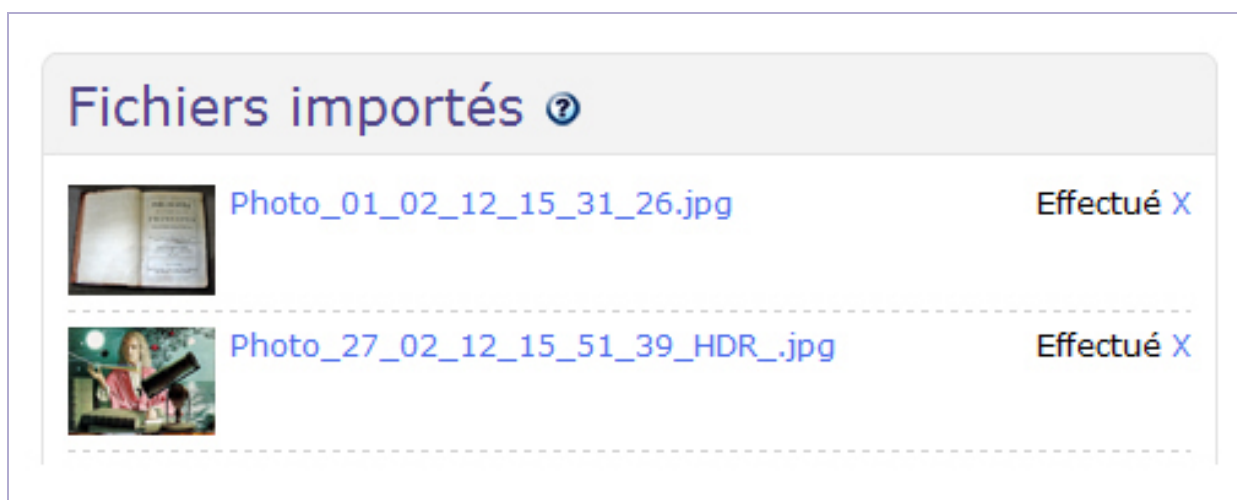 Fichiers importés ?
Photo_01_02_12_15_31_26.jpg Effectué X
Photo_27_02_12_15_51_39_HDR_.jpg Effectué X